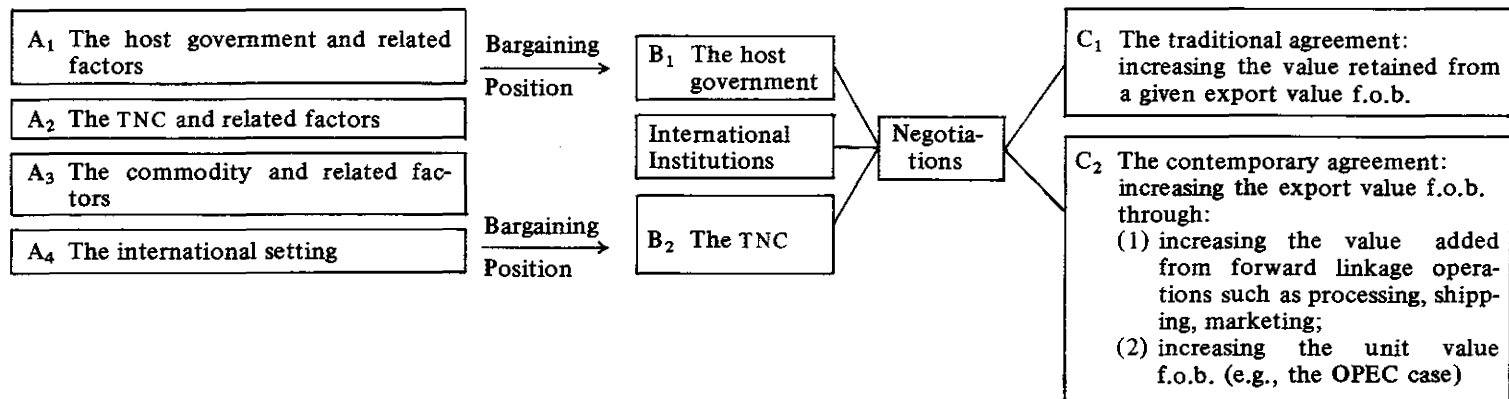 A₁ The host government and related
factors
A₂ The TNC and related factors
A₃ The commodity and related fac-
tors
A₄ The international setting
Bargaining
Position
Bargaining
Position
B₁ The host
government
International
Institutions
B₂ The TNC
Negotia-
tions
C₁ The traditional agreement:
increasing the value retained from
a given export value f.o.b.
C₂ The contemporary agreement:
increasing the export value f.o.b.
through:
(1) increasing the value added
from forward linkage opera-
tions such as processing, shipp-
ing, marketing;
(2) increasing the unit value
f.o.b. (e.g., the OPEC case)